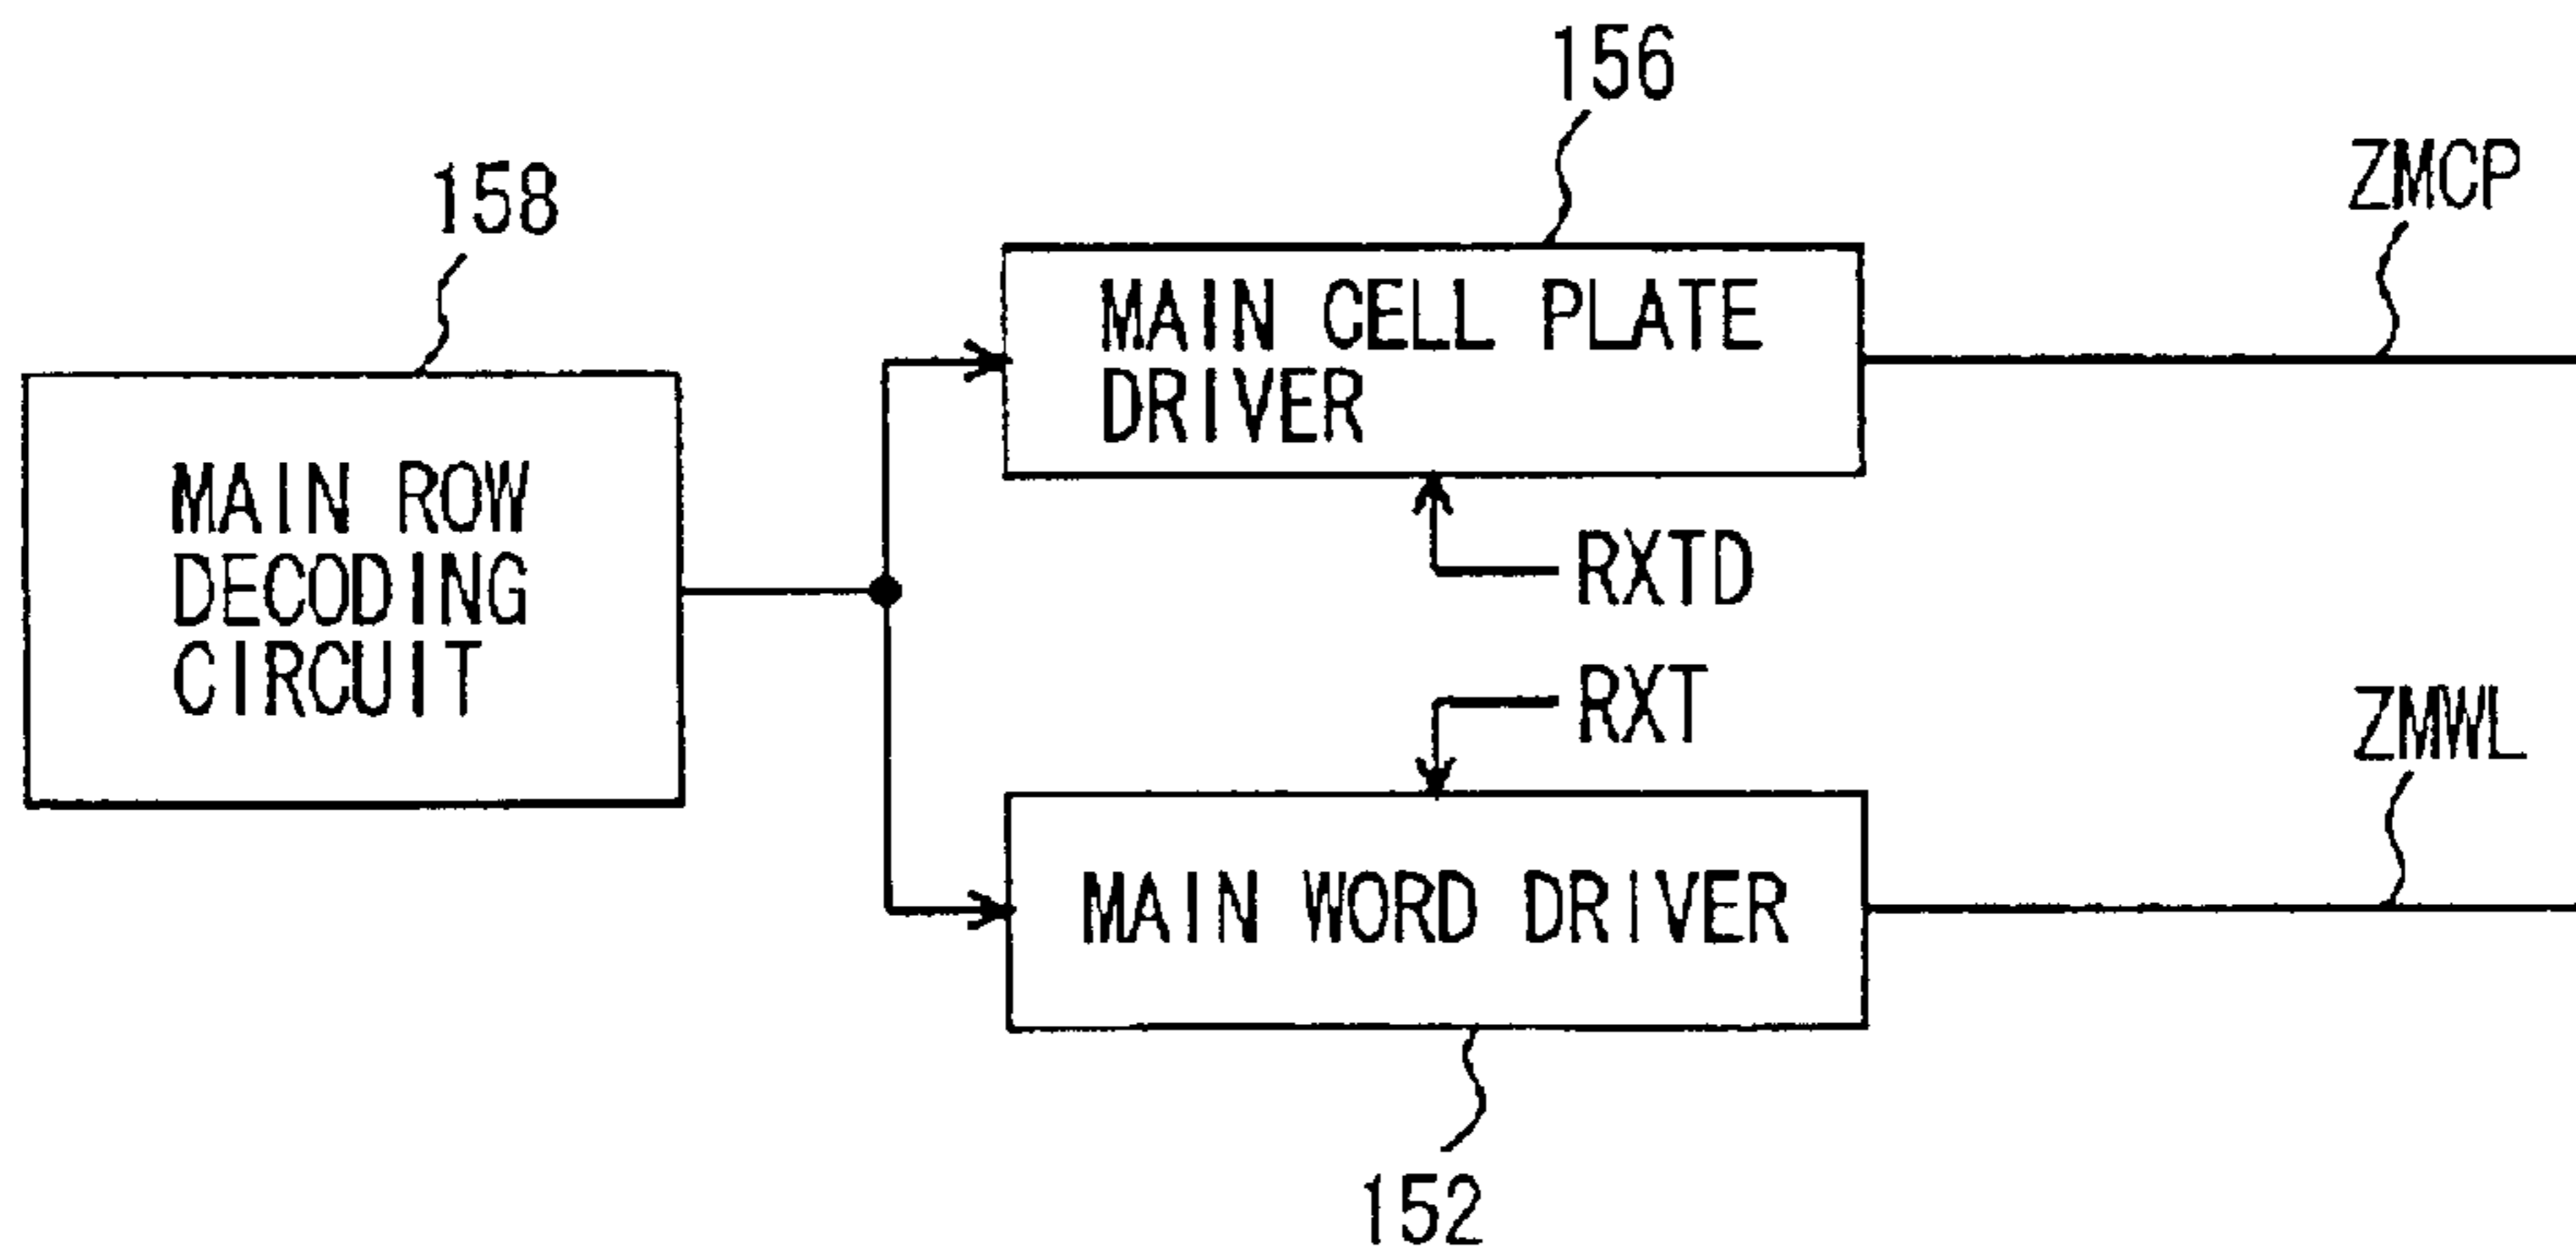 156
ZMCP
158
MAIN CELL PLATE
DRIVER
MAIN ROW
DECODING
CIRCUIT
RXTD
RXT
ZMWL
MAIN WORD DRIVER
152